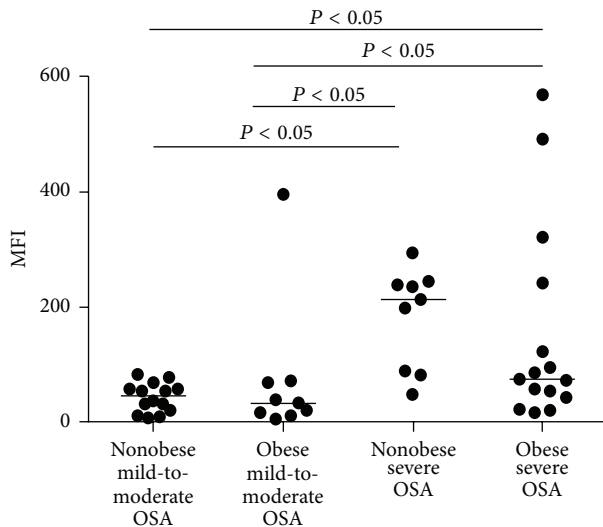 P < 0.05
P < 0.05
P < 0.05
P < 0.05
600
400
200
0
MFI
Nonobese
mild-to-
moderate
OSA
Obese
mild-to-
moderate
OSA
Nonobese
severe
OSA
Obese
severe
OSA